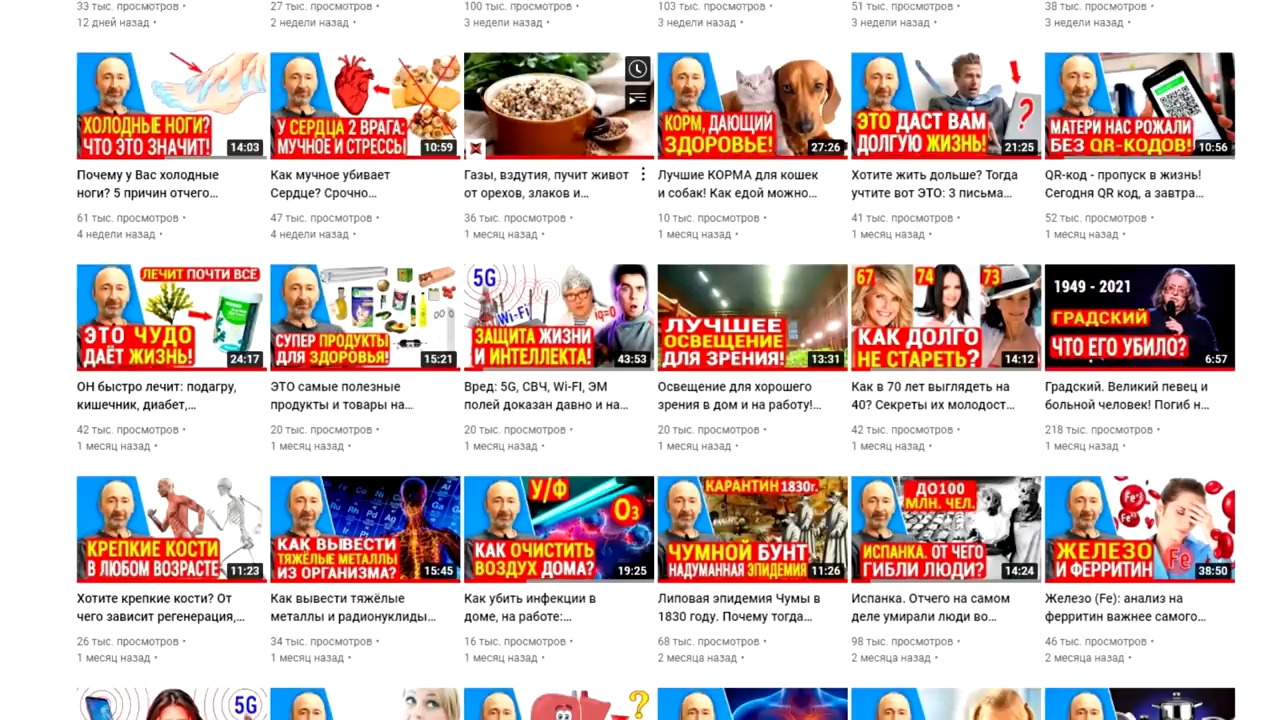 33 тыс. просмотров •
12 дней назад •
27 тыс. просмотров •
2 недели назад •
100 тыс. просмотров •
3 недели назад •
103 тыс. просмотров •
3 недели назад •
51 тыс. просмотров •
3 недели назад •
38 тыс. просмотров •
3 недели назад •
ХОЛОДНЫЕ НОГИ?
ЧТО ЭТО ЗНАЧИТ!
14:03
Почему у Вас холодные
ноги? 5 причин отчего…
61 тыс. просмотров •
4 недели назад •
У СЕРДЦА 2 ВРАГА:
МУЧНОЕ И СТРЕССЫ
10:59
Как мучное убивает
Сердце? Срочно…
47 тыс. просмотров •
4 недели назад •
Газы, вздутия, пучит живот
от орехов, злаков и…
36 тыс. просмотров •
1 месяц назад •
КОРМ, ДАЮЩИЙ
ЗДОРОВЬЕ!
27:26
Лучшие КОРМА для кошек
и собак! Как едой можно…
10 тыс. просмотров •
1 месяц назад •
?
ЭТО ДАСТ ВАМ
ДОЛГУЮ ЖИЗНЬ!
21:25
Хотите жить дольше? Тогда
учтите вот ЭТО: 3 письма…
41 тыс. просмотров •
1 месяц назад •
МАТЕРИ НАС РОЖАЛИ
БЕЗ QR-КОДОВ!
10:56
QR-код - пропуск в жизнь!
Сегодня QR код, а завтра…
52 тыс. просмотров •
1 месяц назад •
ЛЕЧИТ ПОЧТИ ВСЕ
ЭТО ЧУДО
ДАЁТ ЖИЗНЬ!
24:17
ОН быстро лечит: подагру,
кишечник, диабет,…
42 тыс. просмотров •
1 месяц назад •
СУПЕР ПРОДУКТЫ
ДЛЯ ЗДОРОВЬЯ!
15:21
ЭТО самые полезные
продукты и товары на…
20 тыс. просмотров •
1 месяц назад •
5G
Wi-Fi
iq=0
ЗАЩИТА ЖИЗНИ
И ИНТЕЛЛЕКТА!
43:53
Вред: 5G, СВЧ, Wi-FI, ЭМ
полей доказан давно и на…
20 тыс. просмотров •
1 месяц назад •
ЛУЧШЕЕ
ОСВЕЩЕНИЕ
ДЛЯ ЗРЕНИЯ!
13:31
Освещение для хорошего
зрения в дом и на работу!…
20 тыс. просмотров •
1 месяц назад •
67 74 73
КАК ДОЛГО
НЕ СТАРЕТЬ?
14:12
Как в 70 лет выглядеть на
40? Секреты их молодост…
42 тыс. просмотров •
1 месяц назад •
1949 - 2021
ГРАДСКИЙ
ЧТО ЕГО УБИЛО?
6:57
Градский. Великий певец и
больной человек! Погиб н…
218 тыс. просмотров •
1 месяц назад •
КРЕПКИЕ КОСТИ
В ЛЮБОМ ВОЗРАСТЕ
11:23
Хотите крепкие кости? От
чего зависит регенерация,…
26 тыс. просмотров •
1 месяц назад •
КАК ВЫВЕСТИ
ТЯЖЁЛЫЕ МЕТАЛЛЫ
ИЗ ОРГАНИЗМА?
15:45
Как вывести тяжёлые
металлы и радионуклиды…
34 тыс. просмотров •
1 месяц назад •
У/Ф
О3
КАК ОЧИСТИТЬ
ВОЗДУХ ДОМА?
19:25
Как убить инфекции в
доме, на работе:…
16 тыс. просмотров •
1 месяц назад •
КАРАНТИН 1830г.
ЧУМНОЙ БУНТ
НАДУМАННАЯ ЭПИДЕМИЯ
11:26
Липовая эпидемия Чумы в
1830 году. Почему тогда…
68 тыс. просмотров •
2 месяца назад •
ДО100
МЛН. ЧЕЛ.
ИСПАНКА. ОТ ЧЕГО
ГИБЛИ ЛЮДИ?
14:24
Испанка. Отчего на самом
деле умирали люди во…
98 тыс. просмотров •
2 месяца назад •
ЖЕЛЕЗО
И ФЕРРИТИН
Fe
38:50
Железо (Fe): анализ на
ферритин важнее самого…
46 тыс. просмотров •
2 месяца назад •
5G
?